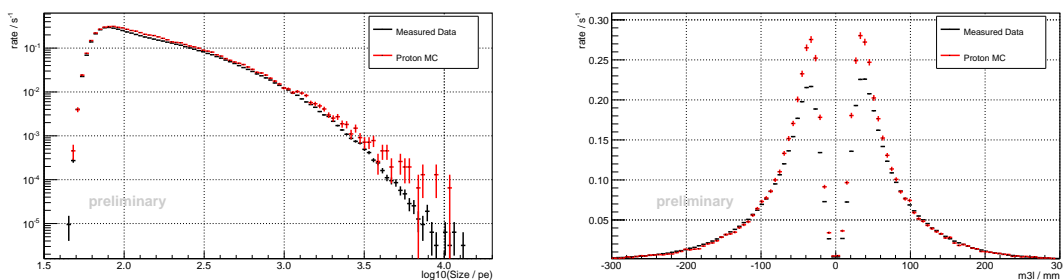 rate / s⁻¹
Measured Data
Proton MC
10⁻¹
10⁻²
10⁻³
10⁻⁴
10⁻⁵
preliminary
1.5
2.0
2.5
3.0
3.5
4.0
log10(Size / pe)
rate / s⁻¹
Measured Data
Proton MC
0.30
0.25
0.20
0.15
0.10
0.05
preliminary
-300
-200
-100
0
100
200
m3l / m